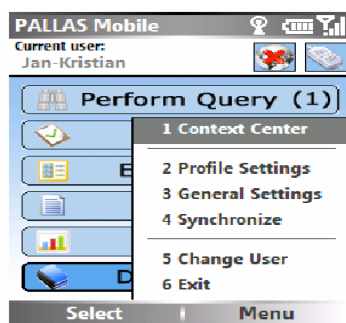 PALLAS Mobile
Current user:
Jan-Kristian
Perform Query (1)
1 Context Center
E
2 Profile Settings
3 General Settings
4 Synchronize
5 Change User
D
6 Exit
Select Menu